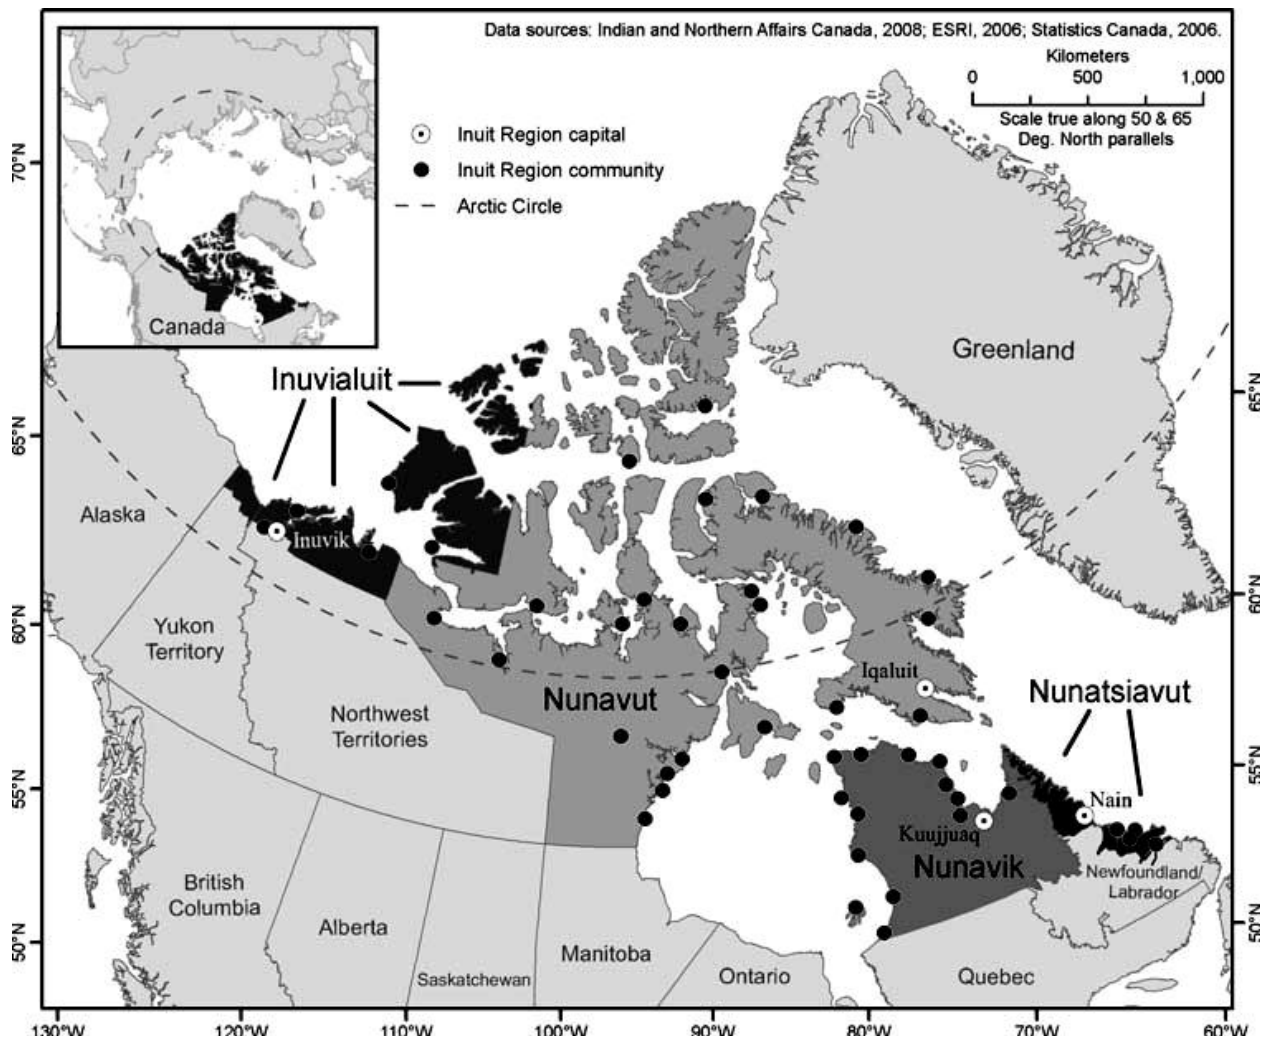 Data sources: Indian and Northern Affairs Canada, 2008; ESRI, 2006; Statistics Canada, 2006.
Kilometers
0 500 1,000
Scale true along 50 & 65
Deg. North parallels
Inuit Region capital
Inuit Region community
Arctic Circle
Canada
70°N
65°N
60°N
55°N
50°N
Greenland
Inuvialuit
Alaska
Inuvik
Yukon
Territory
Northwest
Territories
Nunavut
Iqaluit
Nunatsiavut
Nain
Kuujjuaq
Nunavik
Newfoundland/
Labrador
British
Columbia
Alberta
Saskatchewan
Manitoba
Ontario
Quebec
65°N
60°N
55°N
50°N
130°W 120°W 110°W 100°W 90°W 80°W 70°W 60°W